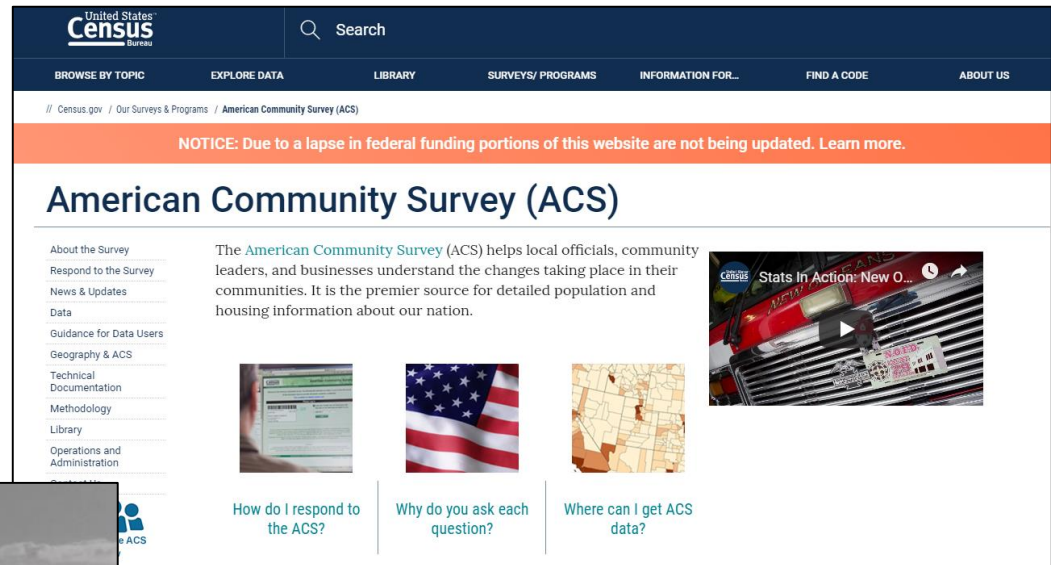 United States™
Census
Bureau
Search
BROWSE BY TOPIC EXPLORE DATA LIBRARY SURVEYS/ PROGRAMS INFORMATION FOR... FIND A CODE ABOUT US
// Census.gov / Our Surveys & Programs / American Community Survey (ACS)
NOTICE: Due to a lapse in federal funding portions of this website are not being updated. Learn more.
American Community Survey (ACS)
About the Survey
Respond to the Survey
News & Updates
Data
Guidance for Data Users
Geography & ACS
Technical
Documentation
Methodology
Library
Operations and
Administration
The American Community Survey (ACS) helps local officials, community
leaders, and businesses understand the changes taking place in their
communities. It is the premier source for detailed population and
housing information about our nation.
United States
Census
Stats In Action: New O...
NEW ORLEANS
N.O.F.D.
How do I respond to
the ACS?
Why do you ask each
question?
Where can I get ACS
data?
e ACS